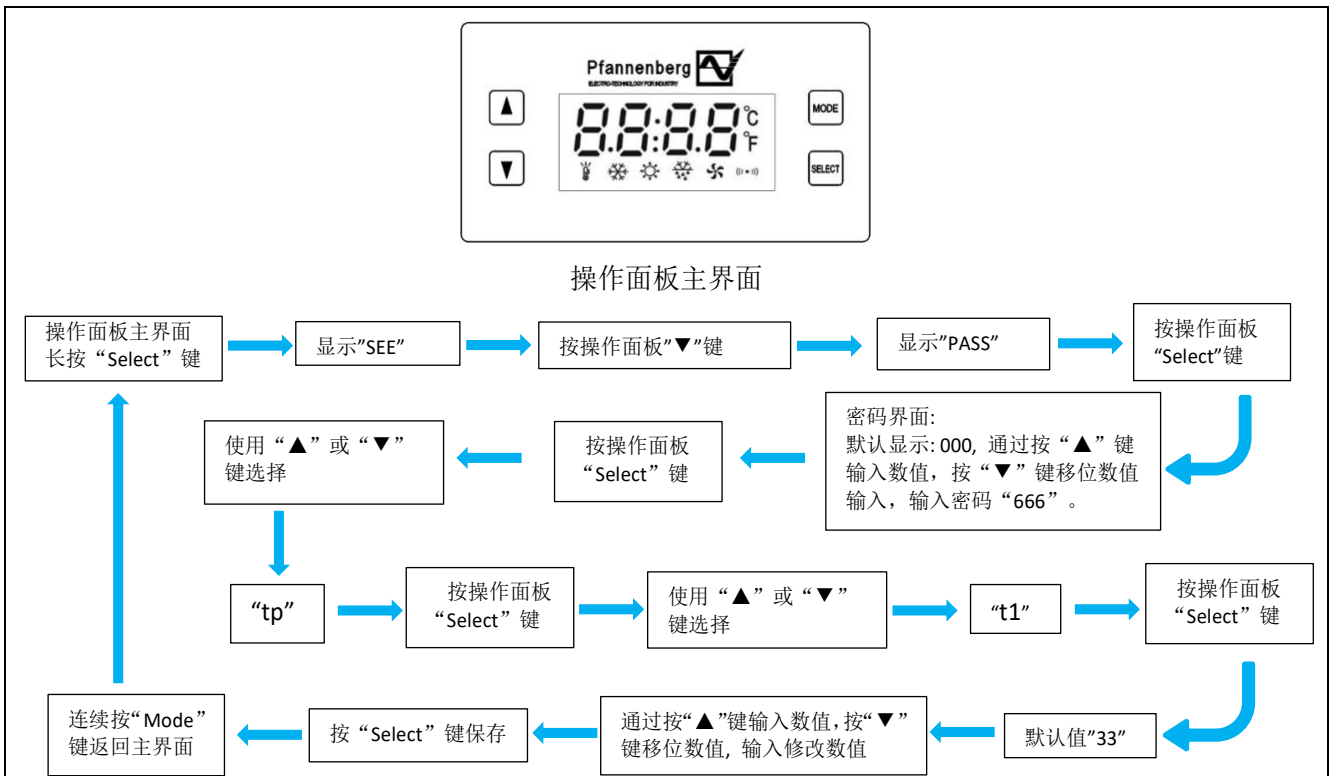 Pfannenberg
ELECTRO-TECHNOLOGY FOR INDUSTRY
▲
MODE
88:88 ℃
℉
▼
SELECT
操作面板主界面
操作面板主界面
长按“Select”键
显示”SEE”
按操作面板”▼”键
显示”PASS”
按操作面板
“Select”键
密码界面:
默认显示: 000, 通过按“▲”键
输入数值，按“▼”键移位数值
输入，输入密码“666”。
按操作面板
“Select”键
使用“▲”或“▼”
键选择
“tp”
按操作面板
“Select”键
使用“▲”或“▼”
键选择
“t1”
按操作面板
“Select”键
默认值”33”
通过按“▲”键输入数值，按“▼”
键移位数值, 输入修改数值
按“Select”键保存
连续按“Mode”
键返回主界面